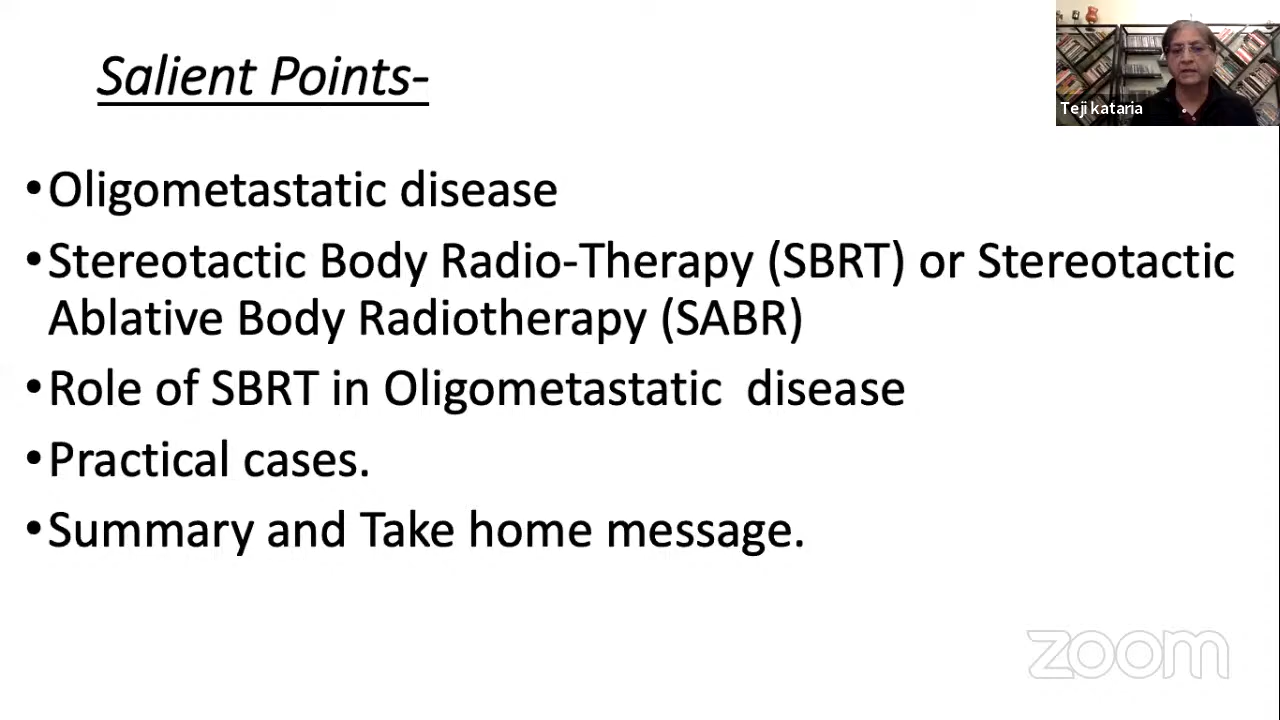 Salient Points-
Teji kataria
•Oligometastatic disease
•Stereotactic Body Radio-Therapy (SBRT) or Stereotactic
Ablative Body Radiotherapy (SABR)
•Role of SBRT in Oligometastatic  disease
•Practical cases.
•Summary and Take home message.
zoom